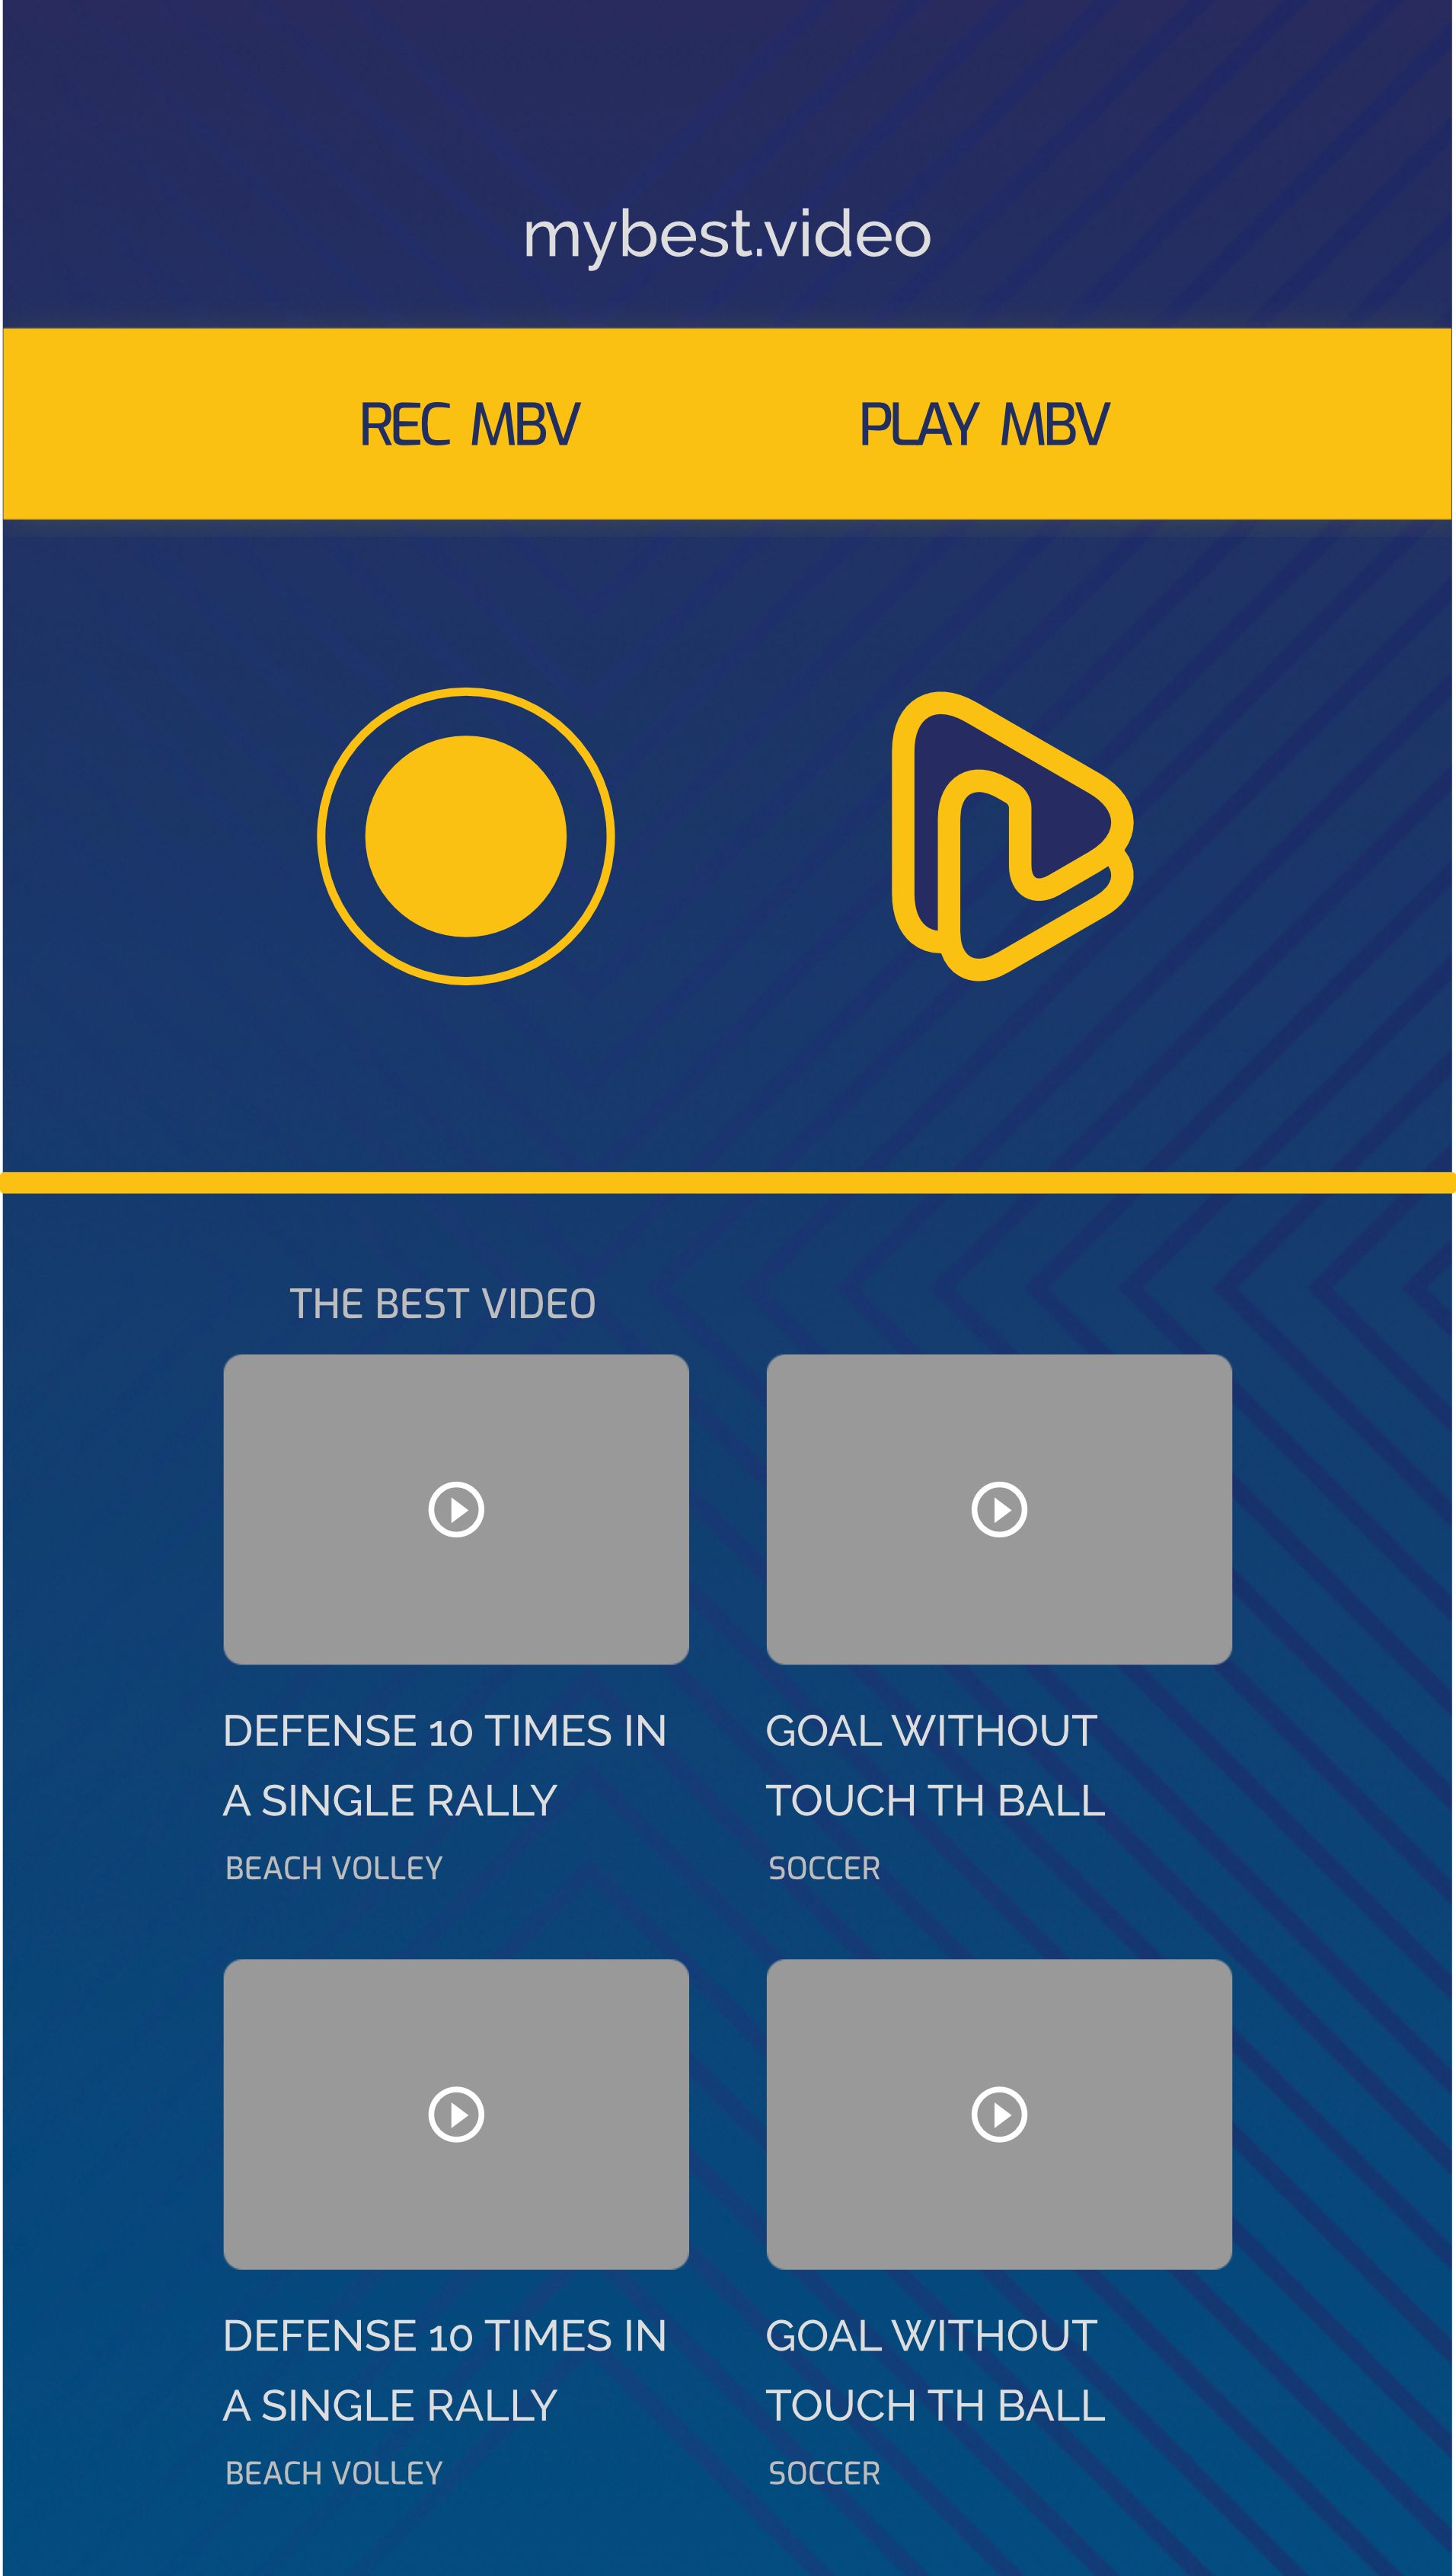 mybest.video
REC MBV
PLAY MBV
THE BEST VIDEO
DEFENSE 10 TIMES IN
A SINGLE RALLY
BEACH VOLLEY
GOAL WITHOUT
TOUCH TH BALL
SOCCER
DEFENSE 10 TIMES IN
A SINGLE RALLY
BEACH VOLLEY
GOAL WITHOUT
TOUCH TH BALL
SOCCER